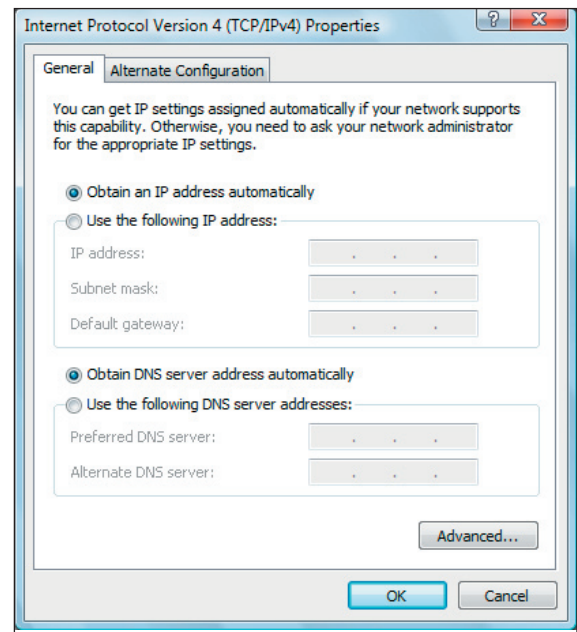 Internet Protocol Version 4 (TCP/IPv4) Properties
General
Alternate Configuration
You can get IP settings assigned automatically if your network supports
this capability. Otherwise, you need to ask your network administrator
for the appropriate IP settings.
Obtain an IP address automatically
Use the following IP address:
IP address:
Subnet mask:
Default gateway:
Obtain DNS server address automatically
Use the following DNS server addresses:
Preferred DNS server:
Alternate DNS server:
Advanced...
OK
Cancel